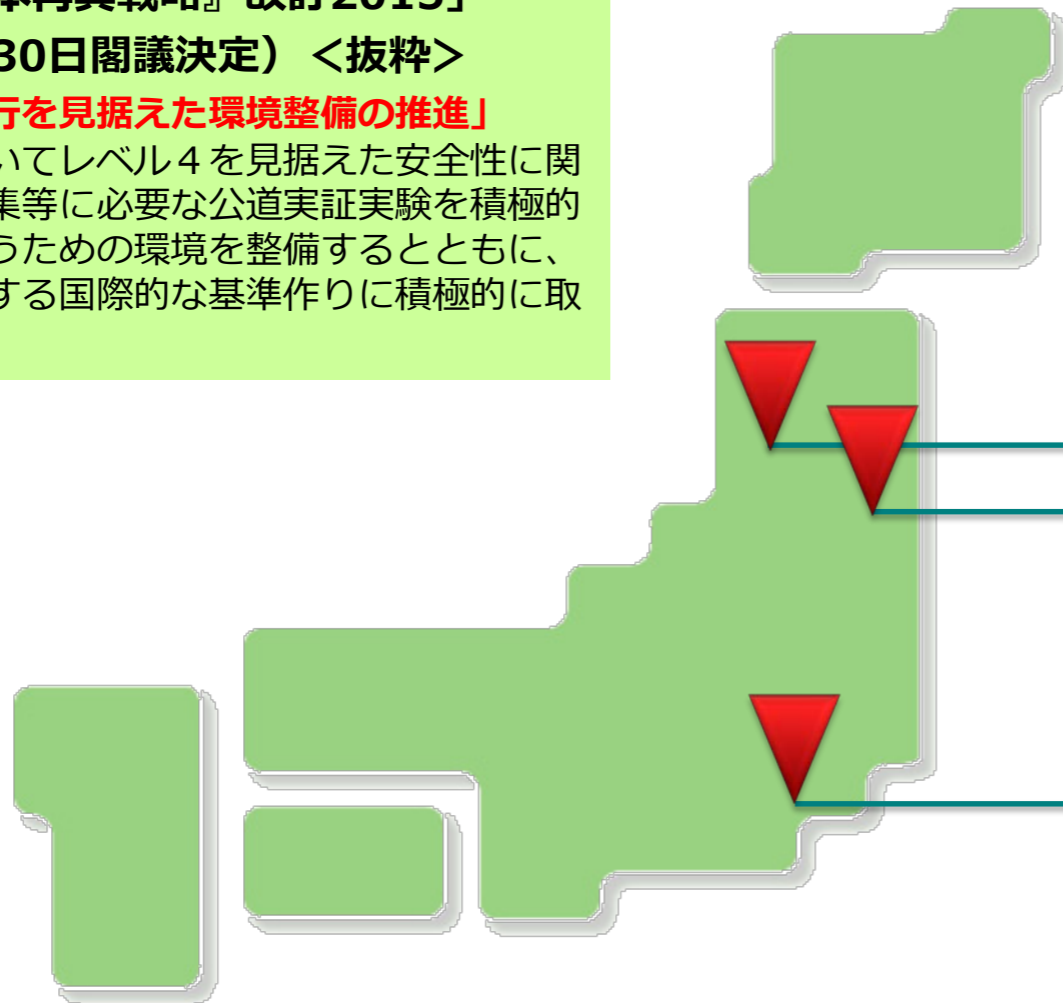 本再興戦略』改訂2015」
30日閣議決定）＜抜粋＞
行を見据えた環境整備の推進」
いてレベル４を見据えた安全性に関
集等に必要な公道実証実験を積極的
うための環境を整備するとともに、
する国際的な基準作りに積極的に取